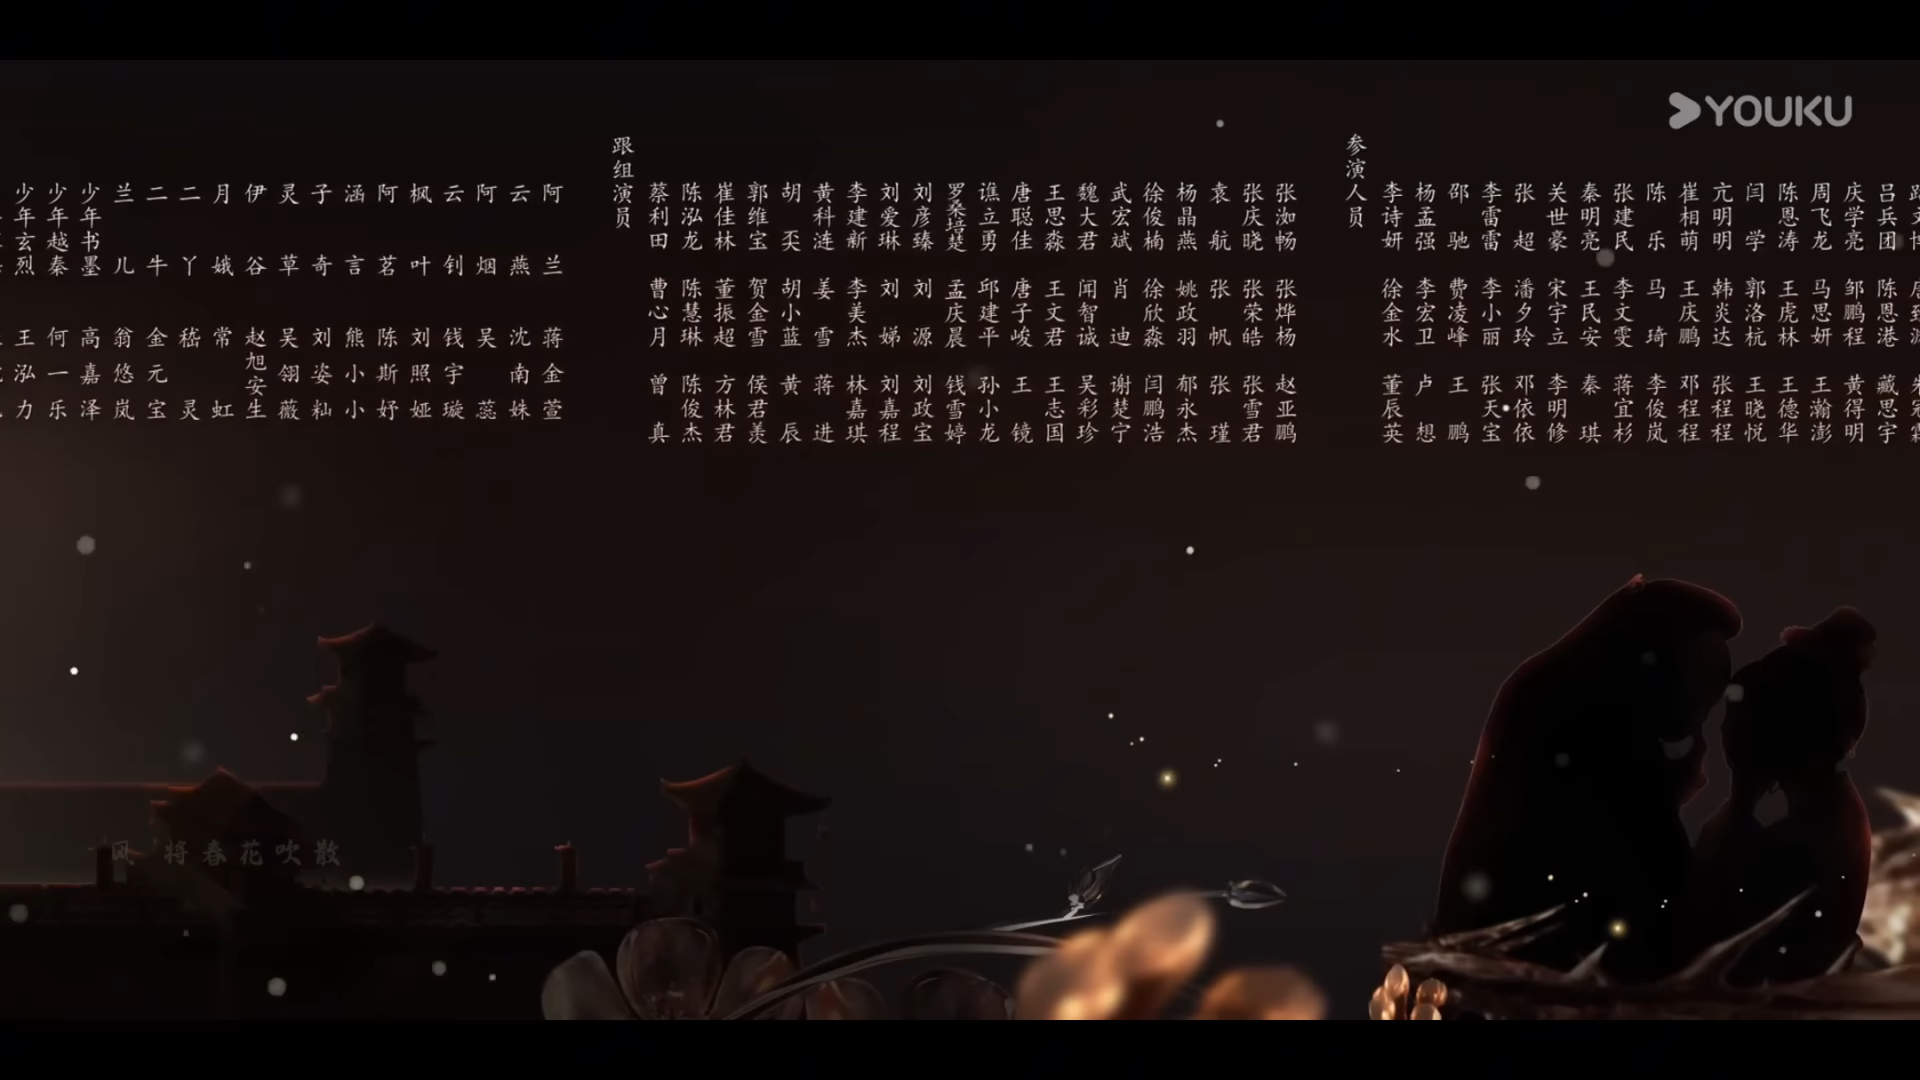 YOUKU
少年玄烈 王泓力
少年越秦 何一乐
少年书墨 高嘉泽
兰儿 翁悠岚
二牛 金元宝
二丫 嵇灵
月娥 常虹
伊谷 赵旭安生
灵草 吴翎薇
子奇 刘姿籼
涵言 熊小小
阿茗 陈斯妤
枫叶 刘照娅
云钊 钱宇璇
阿烟 吴蕊
云燕 沈南姝
阿兰 蒋金萱
跟组演员
蔡利田 曹心月 曾真
陈泓龙 陈慧琳 陈俊杰
崔佳林 董振超 方林君
郭维宝 贺金雪 侯君羡
胡奀 胡小蓝 黄辰
黄科涟 姜雪 蒋进
李建新 李美杰 林嘉琪
刘爱琳 刘娣 刘嘉程
刘彦臻 刘源 刘政宝
罗桑培楚 孟庆晨 钱雪婷
谯立勇 邱建平 孙小龙
唐聪佳 唐子峻 王镜
王思淼 王文君 王志国
魏大君 闻智诚 吴彩珍
武宏斌 肖迪 谢楚宁
徐俊楠 徐欣淼 闫鹏浩
杨晶燕 姚政羽 郁永杰
袁航 张帆 张瑾
张庆晓 张荣皓 张雪君
张洳畅 张烨杨 赵亚鹏
参演人员
李诗妍 徐金水 董辰英
杨孟强 李宏卫 卢想
邵驰 费凌峰 王鹏
李雷雷 李小丽 张天宝
张超 潘夕玲 邓依依
关世豪 宋宇立 李明修
秦明亮 王民安 秦琪
张建民 李文雯 蒋宜杉
陈乐 马琦 李俊岚
崔相萌 王庆鹏 邓程程
亢明明 韩炎达 张程程
闫学 郭洛杭 王晓悦
陈恩涛 王虎林 王德华
周飞龙 马思妍 王瀚澎
庆学亮 邹鹏程 黄得明
吕兵团 陈恩港 藏思宇
风 将春花吹散